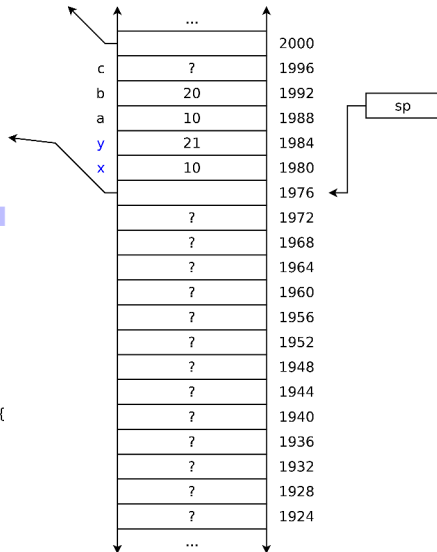 ...
2000
c ? 1996
b 20 1992
a 10 1988
sp
y 21 1984
x 10 1980
1976
? 1972
? 1968
? 1964
? 1960
? 1956
? 1952
? 1948
? 1944
{ ? 1940
? 1936
? 1932
? 1928
? 1924
...